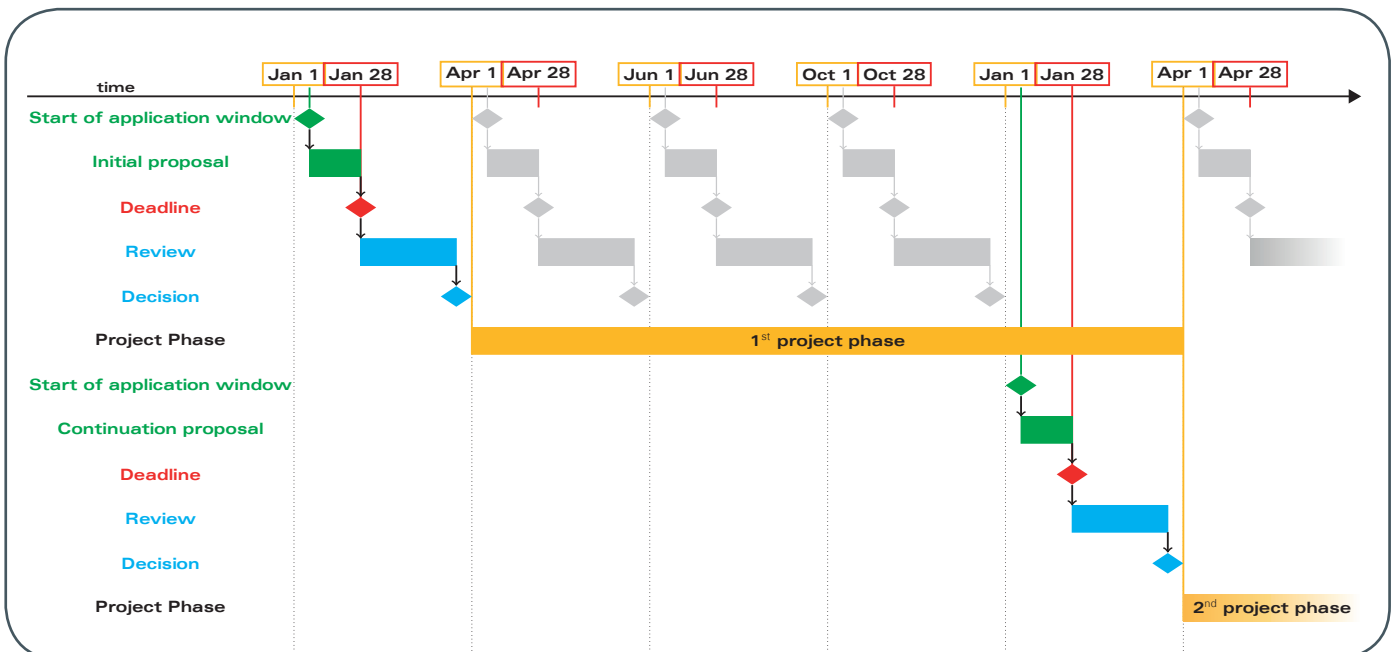 Jan 1 Jan 28 Apr 1 Apr 28 Jun 1 Jun 28 Oct 1 Oct 28 Jan 1 Jan 28 Apr 1 Apr 28
time
Start of application window
Initial proposal
Deadline
Review
Decision
Project Phase 1st project phase
Start of application window
Continuation proposal
Deadline
Review
Decision
Project Phase 2nd project phase